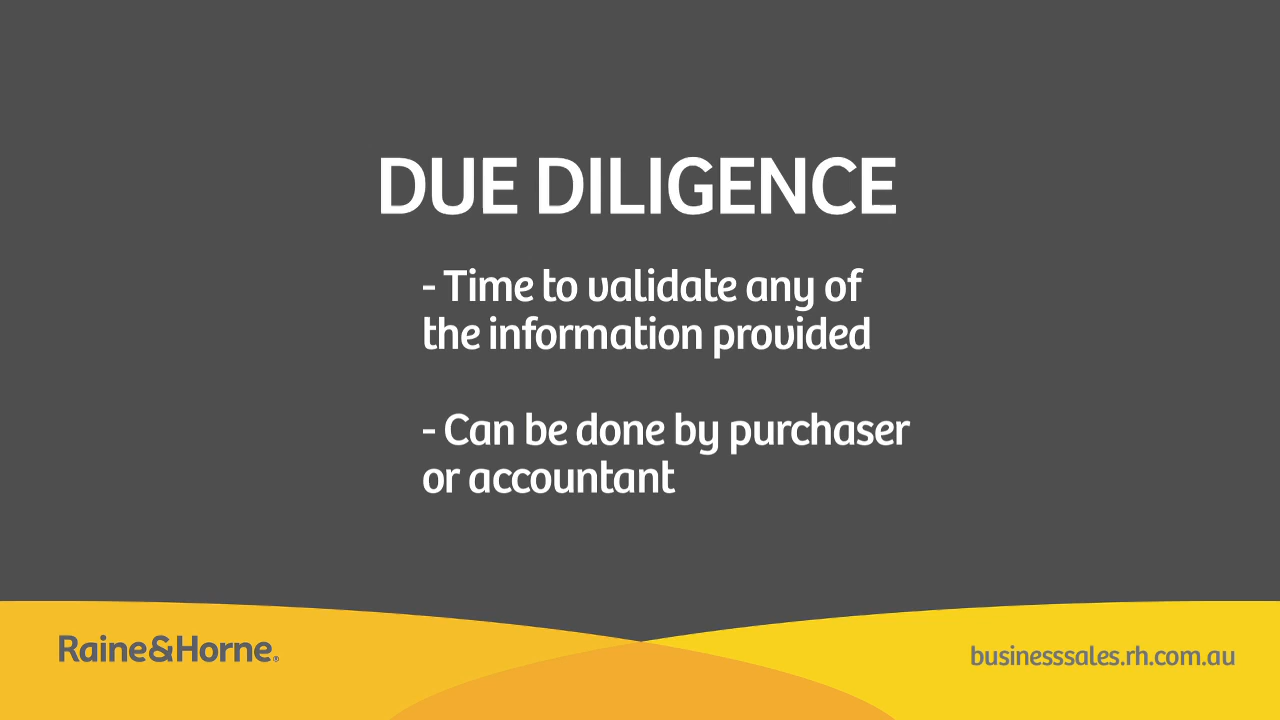 DUE DILIGENCE
- Time to validate any of
the information provided
- Can be done by purchaser
or accountant
Raine&Horne®
businesssales.rh.com.au